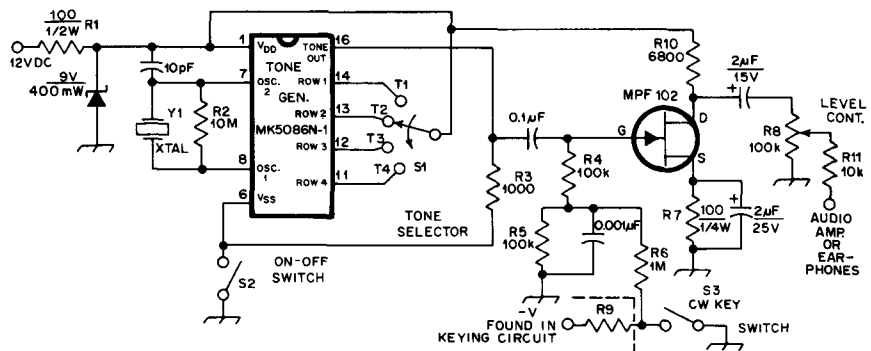 100
1/2W R1
12VDC
9V
400mW
10pF
Y1
XTAL
R2
10M
1
7
8
6
VDD
OSC.
2
OSC.
1
VSS
TONE
OUT
TONE
GEN.
MK5086N-1
ROW 1
ROW 2
ROW 3
ROW 4
16
14
13
12
11
T1
T2
T3
T4
S1
TONE
SELECTOR
ON-OFF
SWITCH
S2
0.1μF
R3
1000
R4
100k
R5
100k
0.001μF
R6
1M
R10
6800
MPF 102
G
D
S
2μF
15V
+
LEVEL
CONT.
R8
100k
R11
10k
R7
100
1/4W
+
2μF
25V
AUDIO
AMP.
OR
EAR-
PHONES
-V
FOUND IN
KEYING CIRCUIT
R9
S3
CW KEY
SWITCH